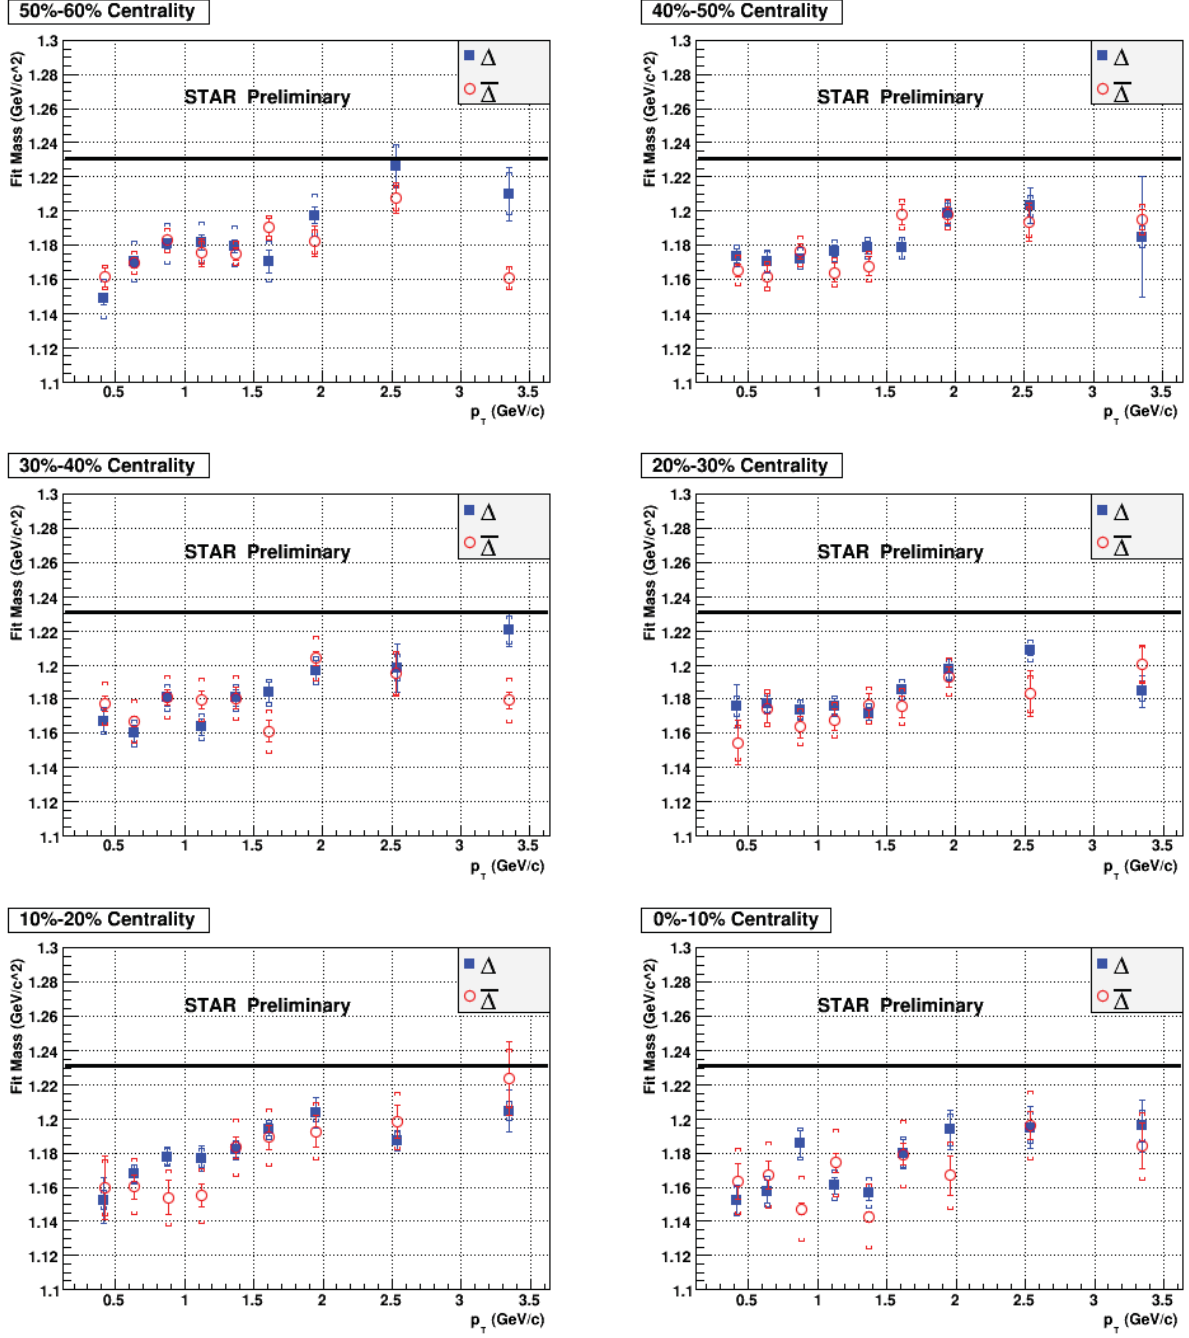 50%-60% Centrality
Fit Mass (GeV/c^2)
1.3
1.28
1.26
1.24
1.22
1.2
1.18
1.16
1.14
1.12
1.1
STAR Preliminary
Δ
Δ̅
0.5 1 1.5 2 2.5 3 3.5
p_T (GeV/c)
40%-50% Centrality
Fit Mass (GeV/c^2)
1.3
1.28
1.26
1.24
1.22
1.2
1.18
1.16
1.14
1.12
1.1
STAR Preliminary
Δ
Δ̅
0.5 1 1.5 2 2.5 3 3.5
p_T (GeV/c)
30%-40% Centrality
Fit Mass (GeV/c^2)
1.3
1.28
1.26
1.24
1.22
1.2
1.18
1.16
1.14
1.12
1.1
STAR Preliminary
Δ
Δ̅
0.5 1 1.5 2 2.5 3 3.5
p_T (GeV/c)
20%-30% Centrality
Fit Mass (GeV/c^2)
1.3
1.28
1.26
1.24
1.22
1.2
1.18
1.16
1.14
1.12
1.1
STAR Preliminary
Δ
Δ̅
0.5 1 1.5 2 2.5 3 3.5
p_T (GeV/c)
10%-20% Centrality
Fit Mass (GeV/c^2)
1.3
1.28
1.26
1.24
1.22
1.2
1.18
1.16
1.14
1.12
1.1
STAR Preliminary
Δ
Δ̅
0.5 1 1.5 2 2.5 3 3.5
p_T (GeV/c)
0%-10% Centrality
Fit Mass (GeV/c^2)
1.3
1.28
1.26
1.24
1.22
1.2
1.18
1.16
1.14
1.12
1.1
STAR Preliminary
Δ
Δ̅
0.5 1 1.5 2 2.5 3 3.5
p_T (GeV/c)